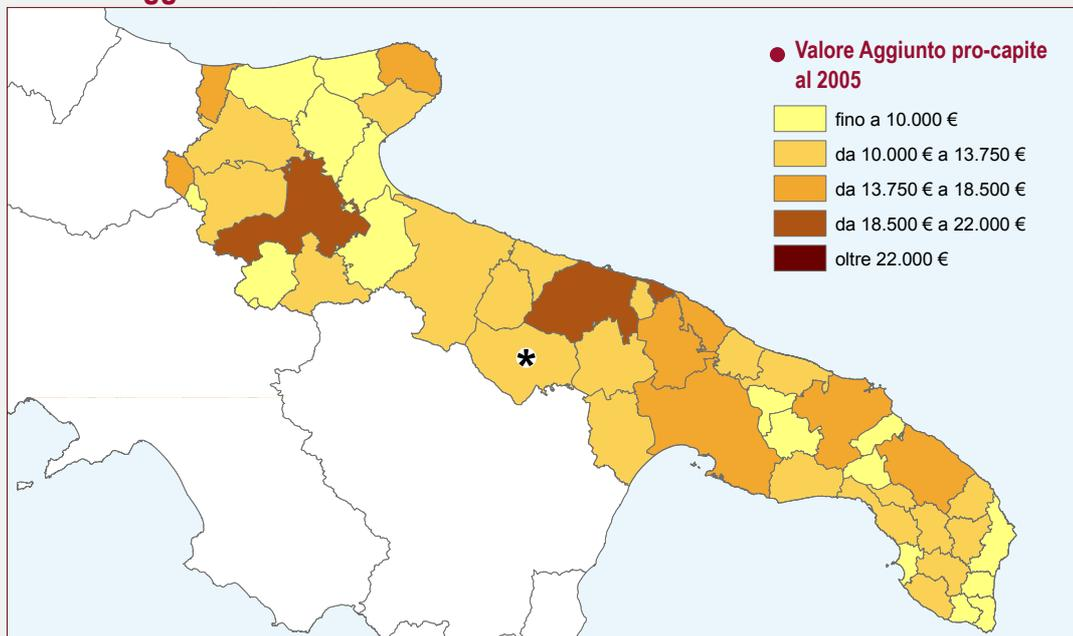 Valore Aggiunto pro-capite
al 2005
fino a 10.000 €
da 10.000 € a 13.750 €
da 13.750 € a 18.500 €
da 18.500 € a 22.000 €
oltre 22.000 €
*